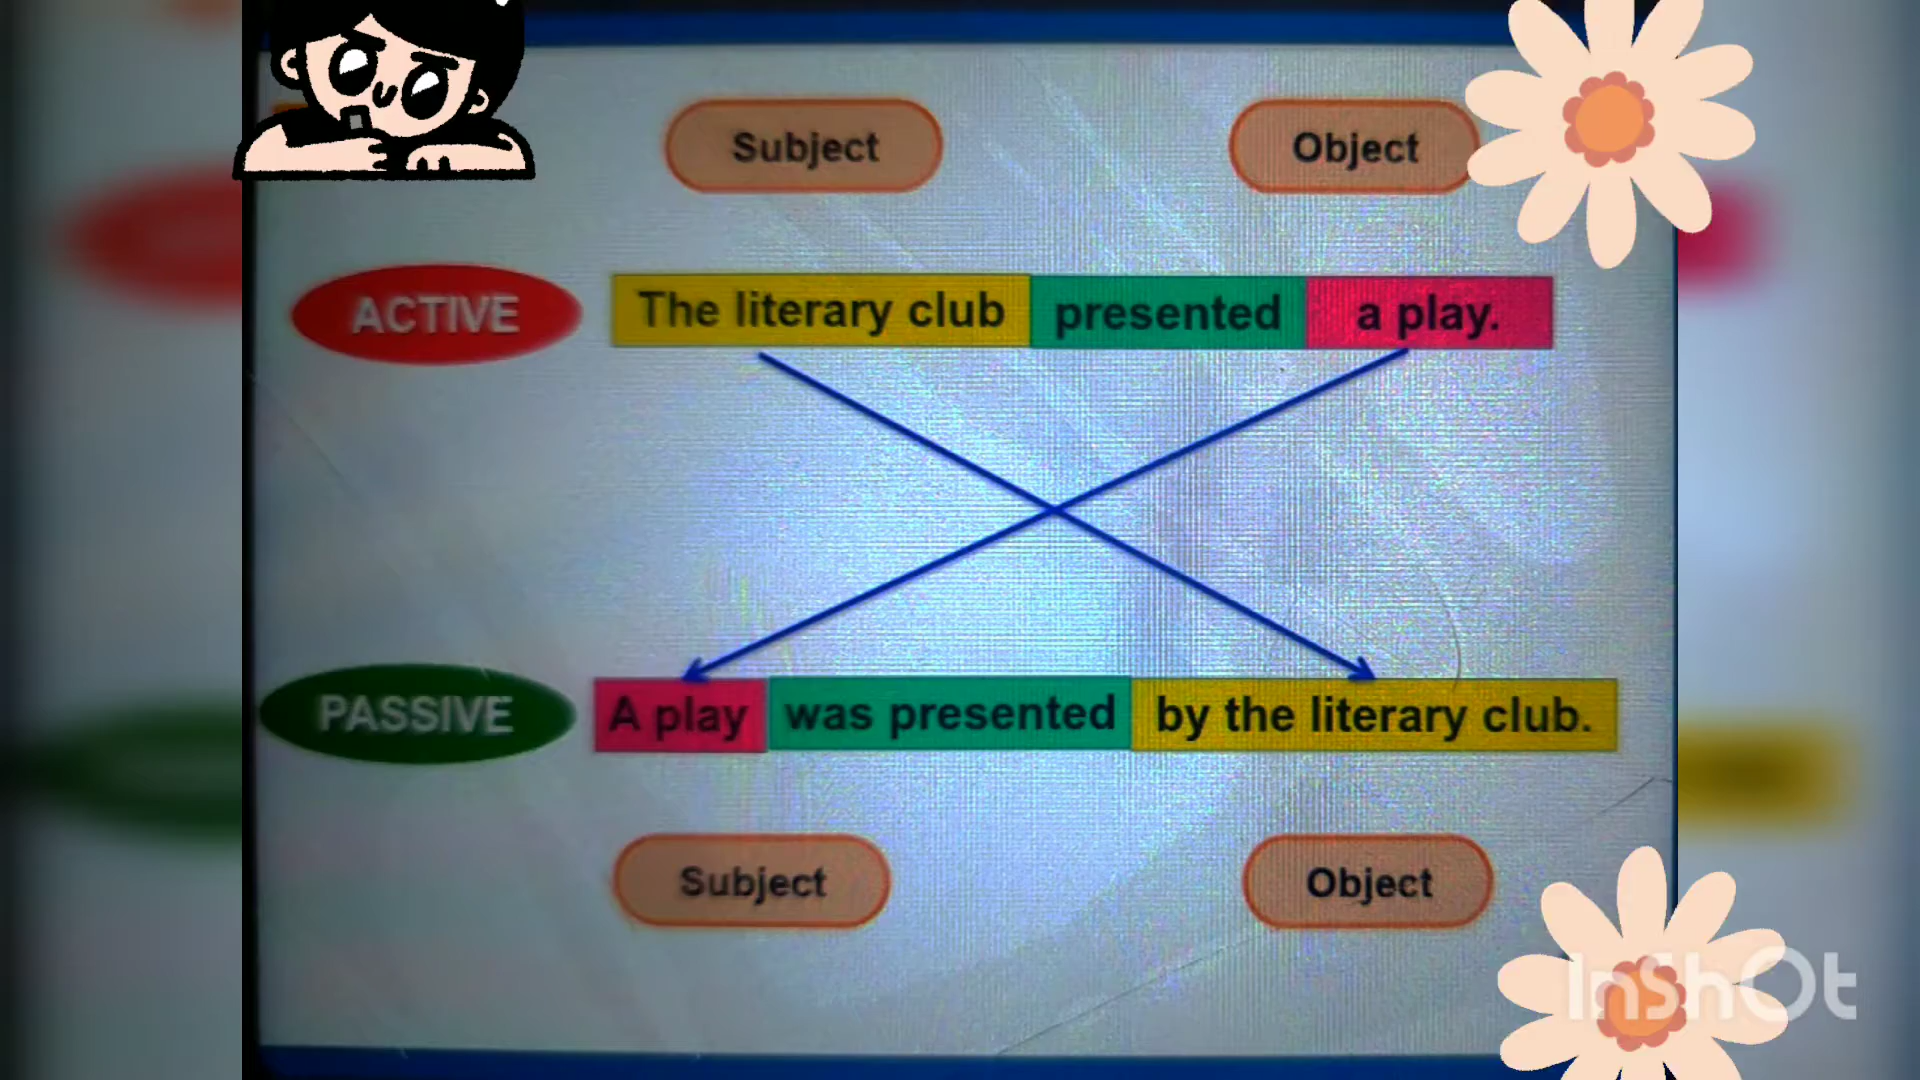 Subject Object
ACTIVE The literary club presented a play.
PASSIVE A play was presented by the literary club.
Subject Object
InShOt